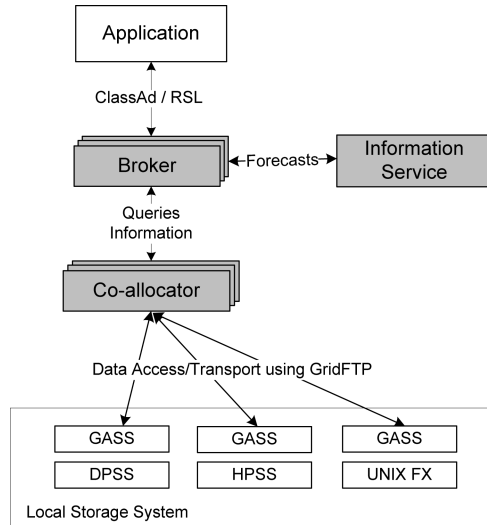 Application
ClassAd / RSL
Broker
Forecasts
Information
Service
Queries
Information
Co-allocator
Data Access/Transport using GridFTP
GASS
GASS
GASS
DPSS
HPSS
UNIX FX
Local Storage System